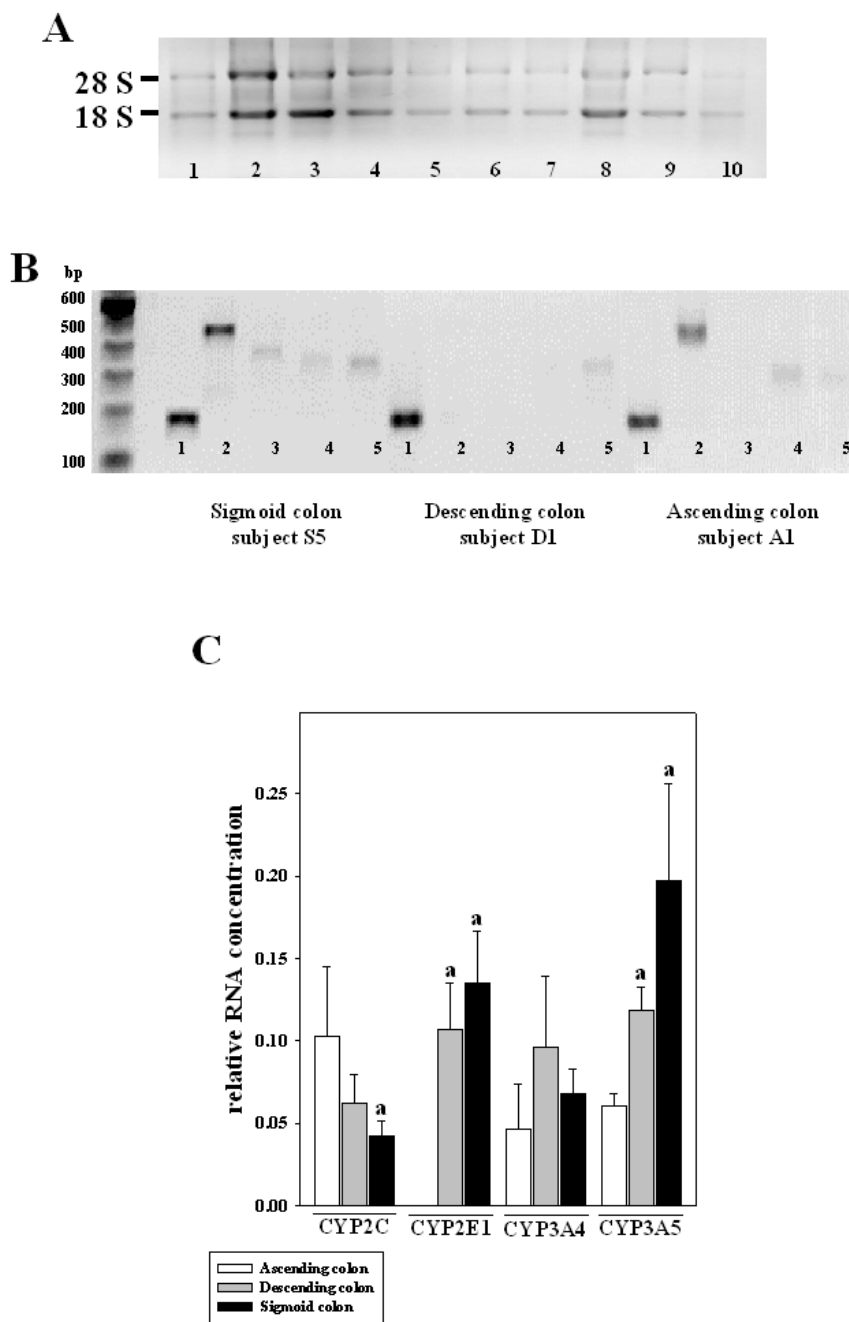 A
28 S
18 S
1 2 3 4 5 6 7 8 9 10
B
bp
600
500
400
300
200
100
1 2 3 4 5 1 2 3 4 5 1 2 3 4 5
Sigmoid colon
subject S5
Descending colon
subject D1
Ascending colon
subject A1
C
relative RNA concentration
0.25
0.20
0.15
0.10
0.05
0.00
a
a
a
a
a
CYP2C CYP2E1 CYP3A4 CYP3A5
Ascending colon
Descending colon
Sigmoid colon